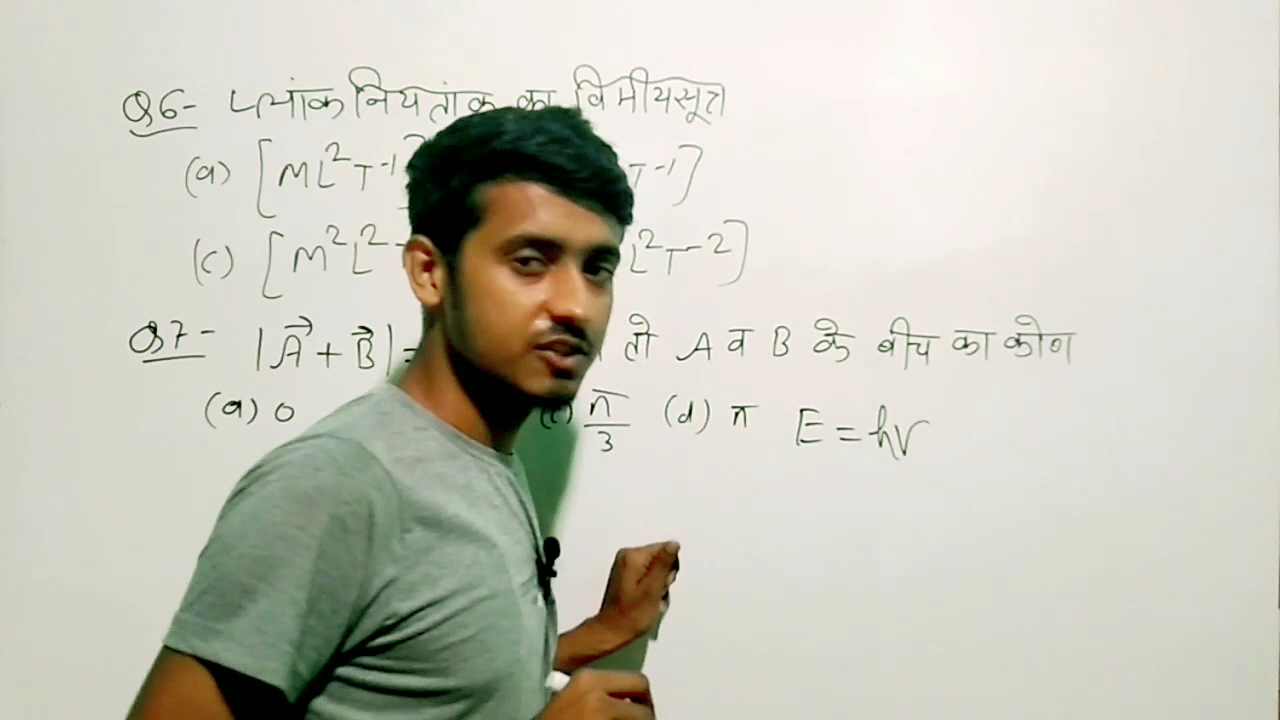 Q6- प्लांक नियतांक का विमीयसूत्र
(a) [ML²T⁻¹] T⁻¹]
(c) [M²L² L²T⁻²]
Q7- |A⃗ + B⃗| = तो A व B के बीच का कोण
(a) 0 (c) π/3 (d) π E = hν